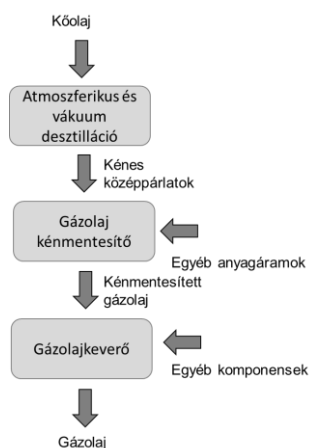 Kőolaj
Atmoszferikus és
vákuum
desztilláció
Kénes
középpárlatok
Gázolaj
kénmentesítő
Egyéb anyagáramok
Kénmentesített
gázolaj
Gázolajkeverő
Egyéb komponensek
Gázolaj